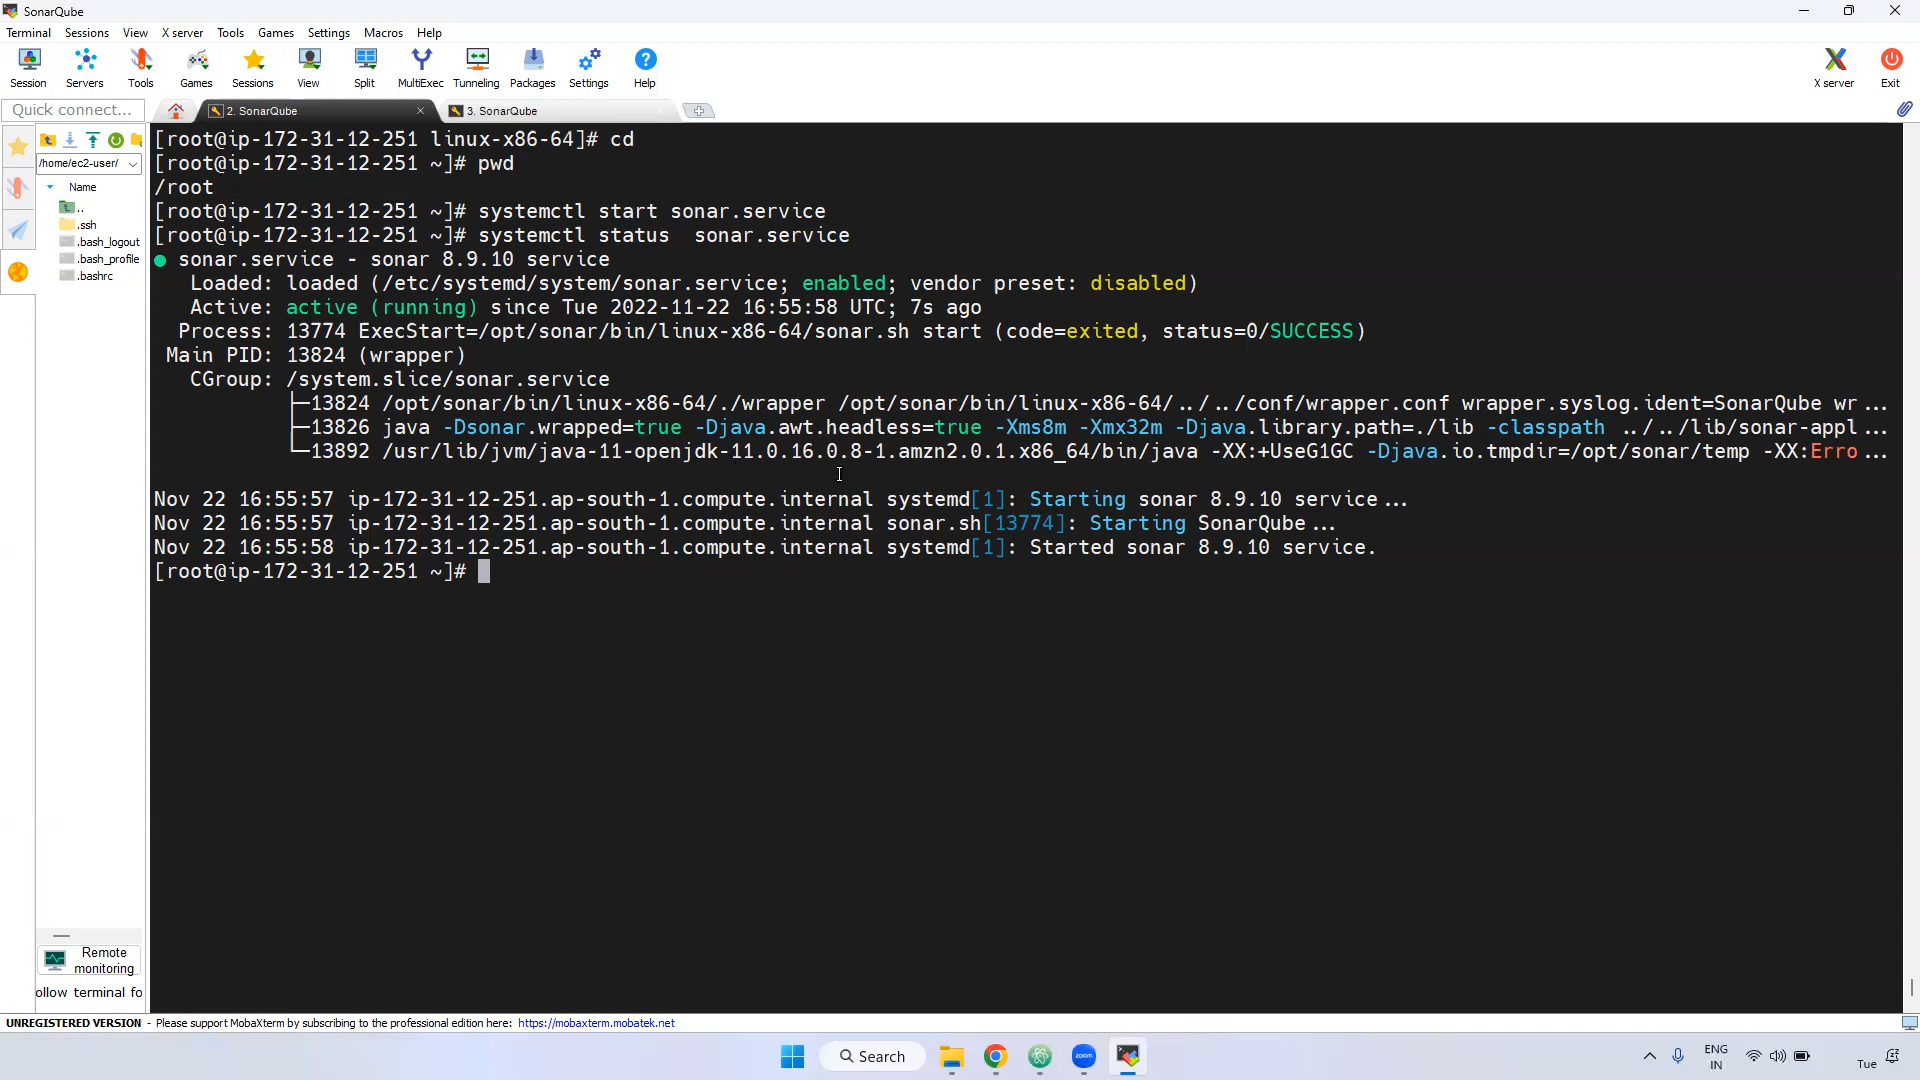 SonarQube
Terminal Sessions View X server Tools Games Settings Macros Help
Session Servers Tools Games Sessions View Split MultiExec Tunneling Packages Settings Help X server Exit
Quick connect... 2. SonarQube 3. SonarQube
/home/ec2-user/
Name
..
.ssh
.bash_logout
.bash_profile
.bashrc
[root@ip-172-31-12-251 linux-x86-64]# cd
[root@ip-172-31-12-251 ~]# pwd
/root
[root@ip-172-31-12-251 ~]# systemctl start sonar.service
[root@ip-172-31-12-251 ~]# systemctl status  sonar.service
● sonar.service - sonar 8.9.10 service
Loaded: loaded (/etc/systemd/system/sonar.service; enabled; vendor preset: disabled)
Active: active (running) since Tue 2022-11-22 16:55:58 UTC; 7s ago
Process: 13774 ExecStart=/opt/sonar/bin/linux-x86-64/sonar.sh start (code=exited, status=0/SUCCESS)
Main PID: 13824 (wrapper)
CGroup: /system.slice/sonar.service
├─13824 /opt/sonar/bin/linux-x86-64/./wrapper /opt/sonar/bin/linux-x86-64/../../conf/wrapper.conf wrapper.syslog.ident=SonarQube wr...
├─13826 java -Dsonar.wrapped=true -Djava.awt.headless=true -Xms8m -Xmx32m -Djava.library.path=./lib -classpath ../../lib/sonar-appl...
└─13892 /usr/lib/jvm/java-11-openjdk-11.0.16.0.8-1.amzn2.0.1.x86_64/bin/java -XX:+UseG1GC -Djava.io.tmpdir=/opt/sonar/temp -XX:Erro...
Nov 22 16:55:57 ip-172-31-12-251.ap-south-1.compute.internal systemd[1]: Starting sonar 8.9.10 service...
Nov 22 16:55:57 ip-172-31-12-251.ap-south-1.compute.internal sonar.sh[13774]: Starting SonarQube...
Nov 22 16:55:58 ip-172-31-12-251.ap-south-1.compute.internal systemd[1]: Started sonar 8.9.10 service.
[root@ip-172-31-12-251 ~]#
Remote
monitoring
ollow terminal fo
UNREGISTERED VERSION - Please support MobaXterm by subscribing to the professional edition here: https://mobaxterm.mobatek.net
Search
zoom
ENG
IN
Tue